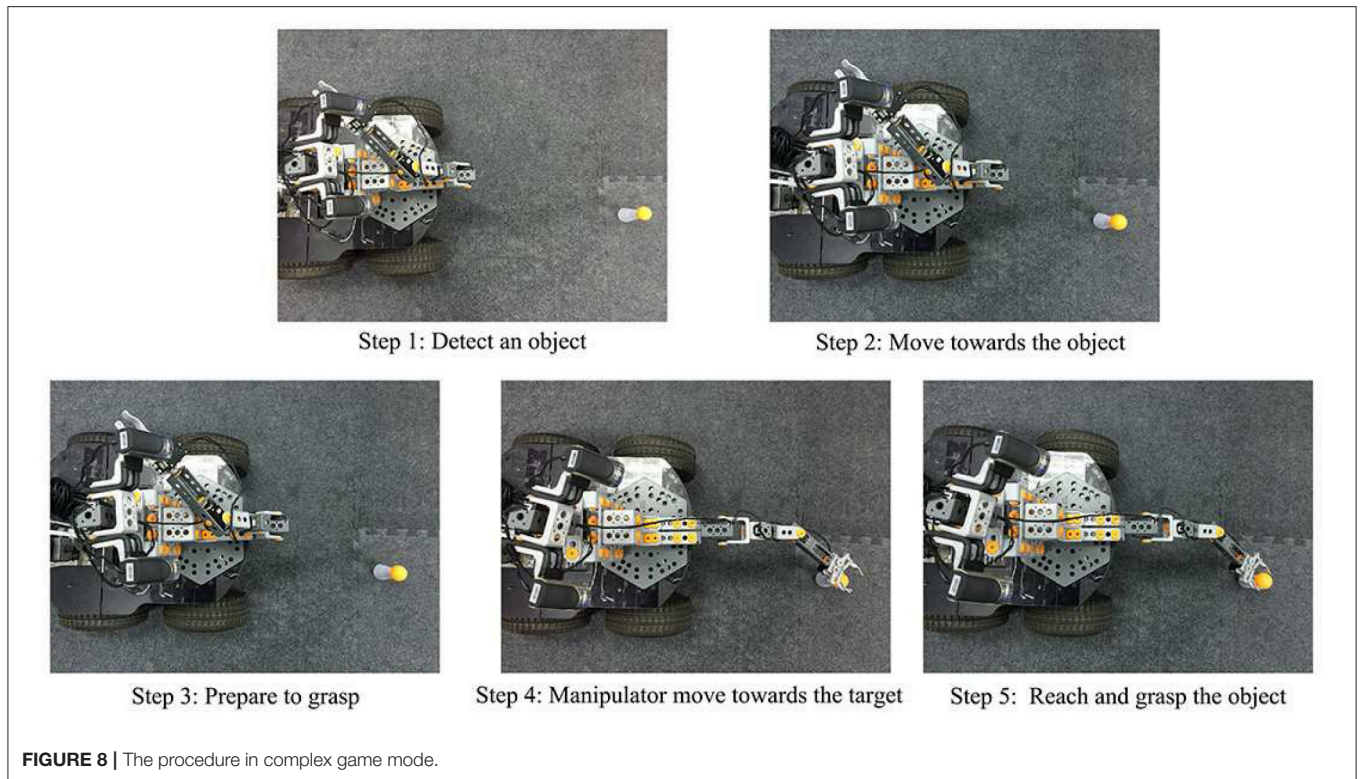 Step 1: Detect an object
Step 2: Move towards the object
Step 3: Prepare to grasp
Step 4: Manipulator move towards the target
Step 5: Reach and grasp the object
FIGURE 8 | The procedure in complex game mode.